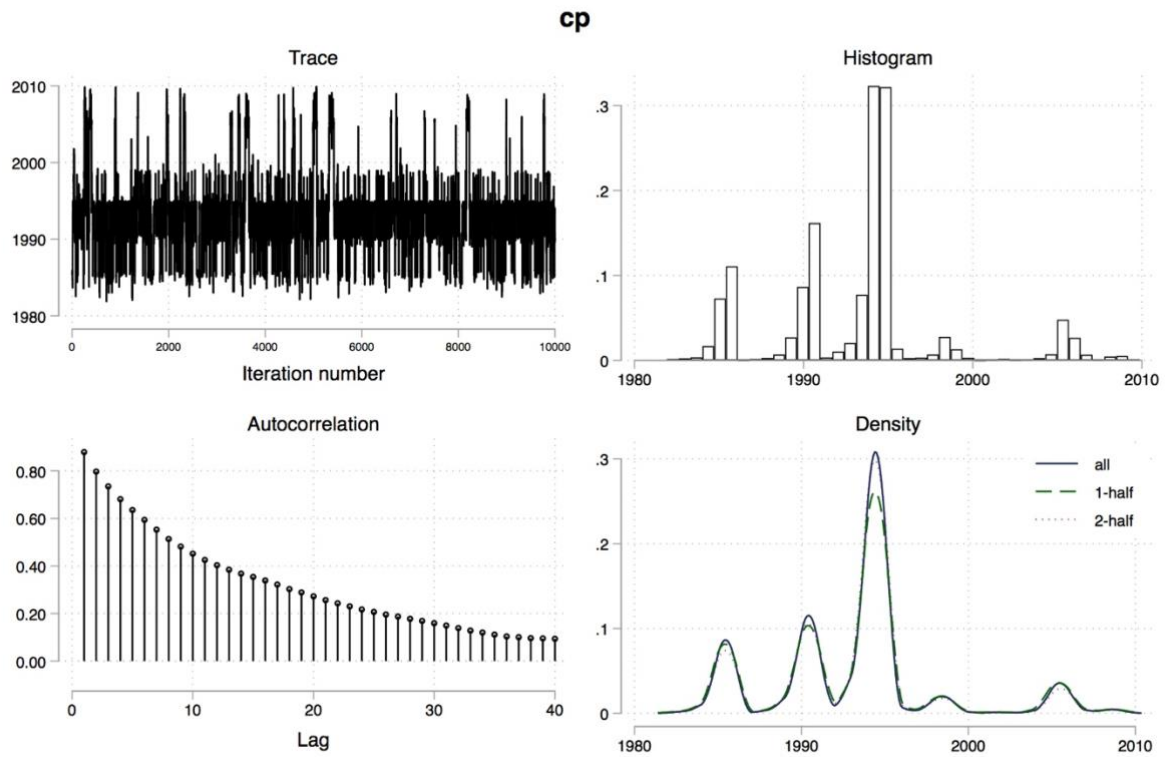 cp
Trace
2010
2000
1990
1980
0 2000 4000 6000 8000 10000
Iteration number
Histogram
.3
.2
.1
0
1980 1990 2000 2010
Autocorrelation
0.80
0.60
0.40
0.20
0.00
0 10 20 30 40
Lag
Density
.3
.2
.1
0
1980 1990 2000 2010
all
1-half
2-half